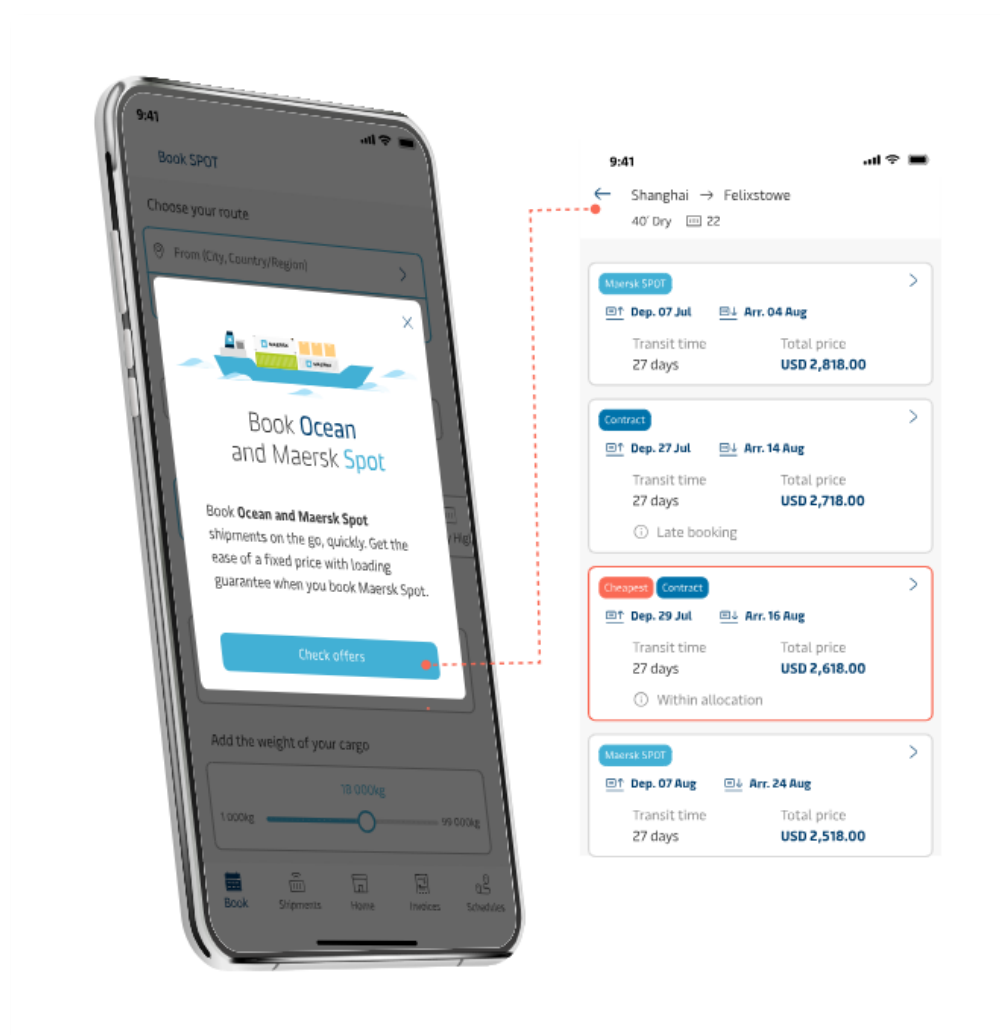 9:41
Book SPOT
Choose your route
From (City, Country/Region)
MAERSK
MAERSK
Book Ocean
and Maersk Spot
Book Ocean and Maersk Spot
shipments on the go, quickly. Get the
ease of a fixed price with loading
guarantee when you book Maersk Spot.
Check offers
Add the weight of your cargo
18 000kg
1 000kg
99 000kg
Book
Shipments
Home
Invoices
Schedules
9:41
Shanghai → Felixstowe
40' Dry 22
Maersk SPOT
Dep. 07 Jul Arr. 04 Aug
Transit time Total price
27 days USD 2,818.00
Contract
Dep. 27 Jul Arr. 14 Aug
Transit time Total price
27 days USD 2,718.00
Late booking
Cheapest Contract
Dep. 29 Jul Arr. 16 Aug
Transit time Total price
27 days USD 2,618.00
Within allocation
Maersk SPOT
Dep. 07 Aug Arr. 24 Aug
Transit time Total price
27 days USD 2,518.00